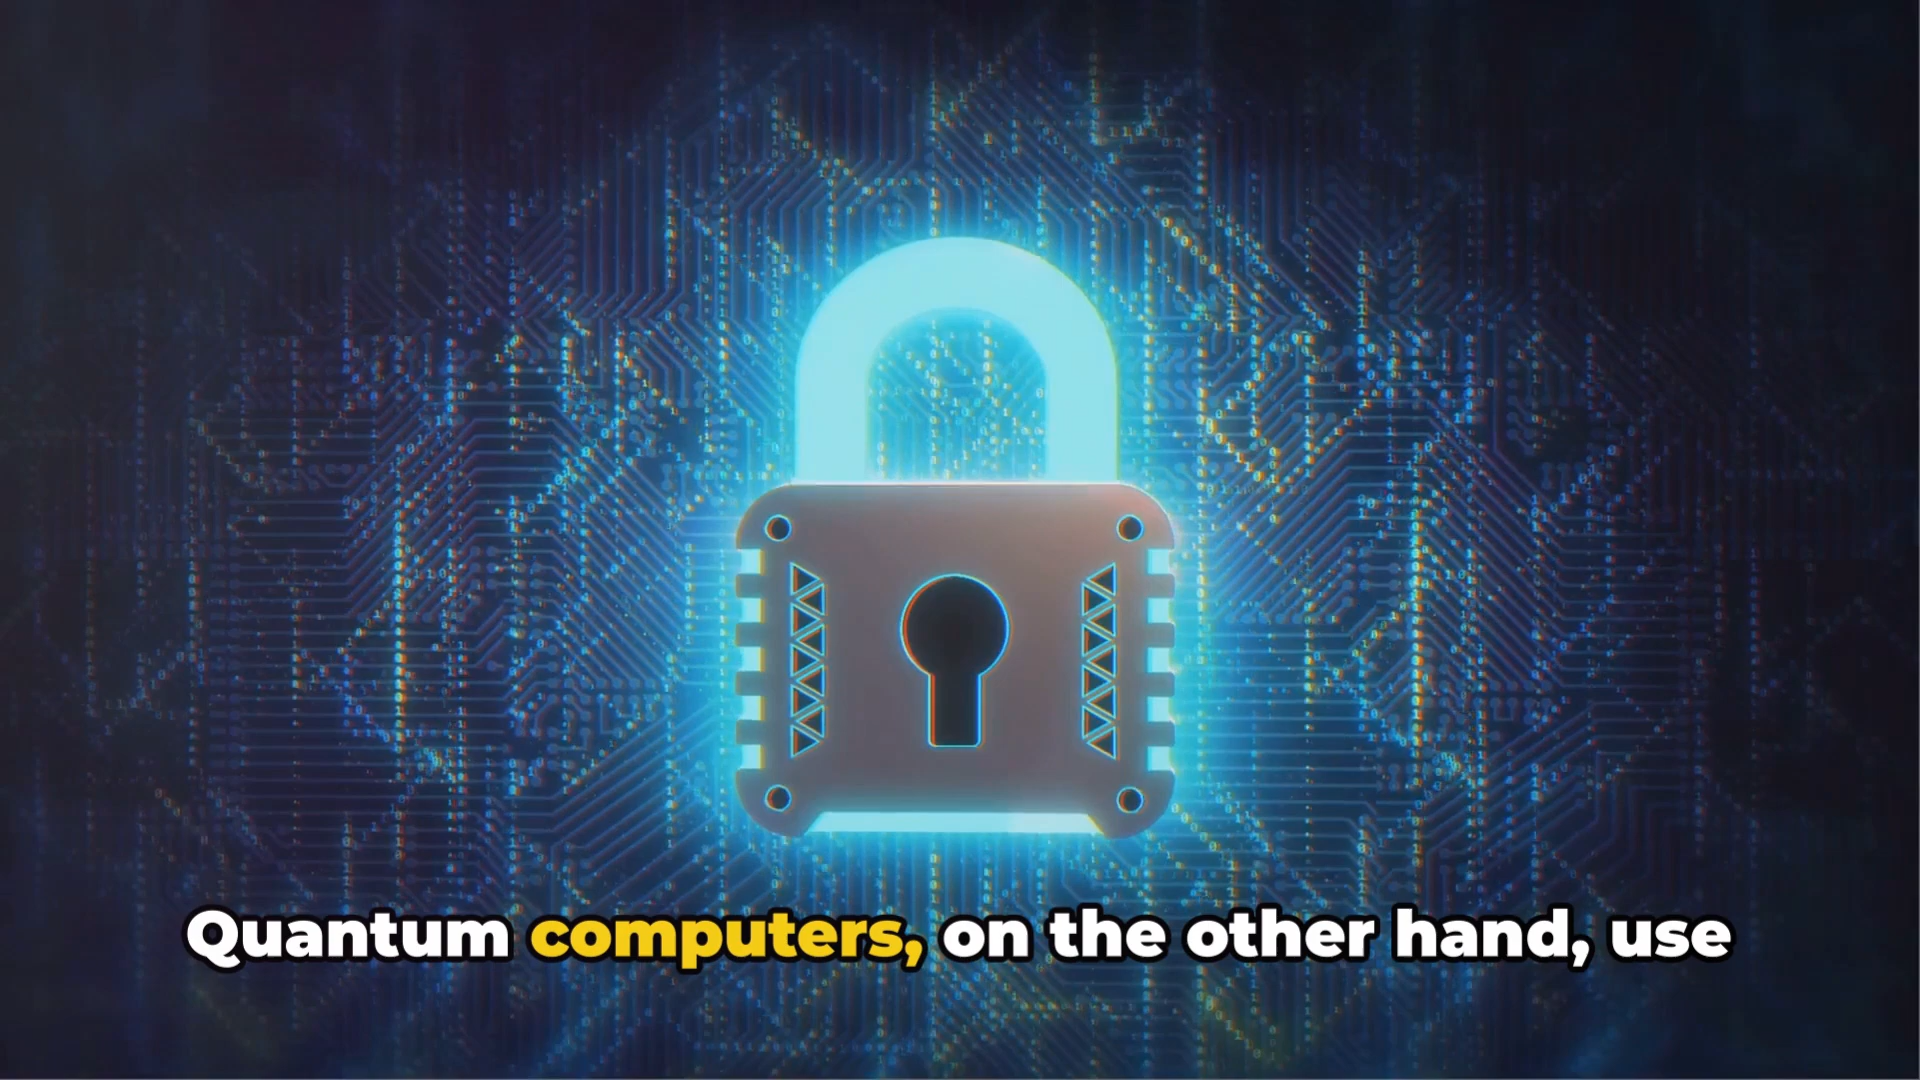 Quantum computers, on the other hand, use